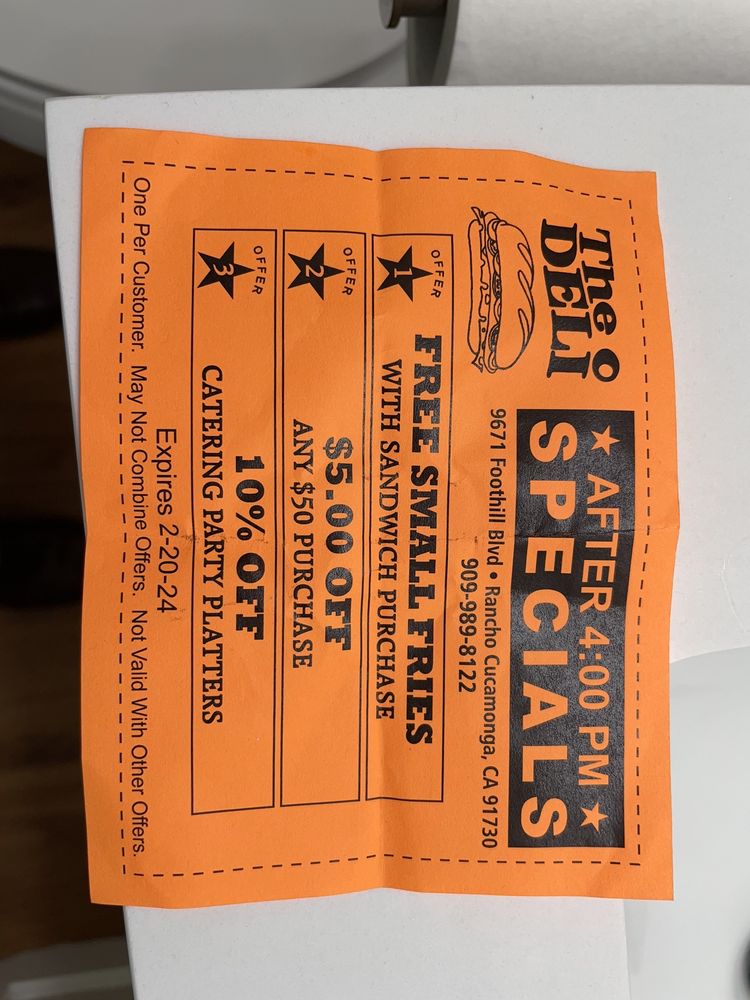 The
DELI
★ AFTER 4:00 PM ★
SPECIALS
9671 Foothill Blvd • Rancho Cucamonga, CA 91730
909-989-8122
OFFER
1
FREE SMALL FRIES
WITH SANDWICH PURCHASE
OFFER
2
$5.00 OFF
ANY $50 PURCHASE
OFFER
3
10% OFF
CATERING PARTY PLATTERS
Expires 2-20-24
One Per Customer. May Not Combine Offers. Not Valid With Other Offers.